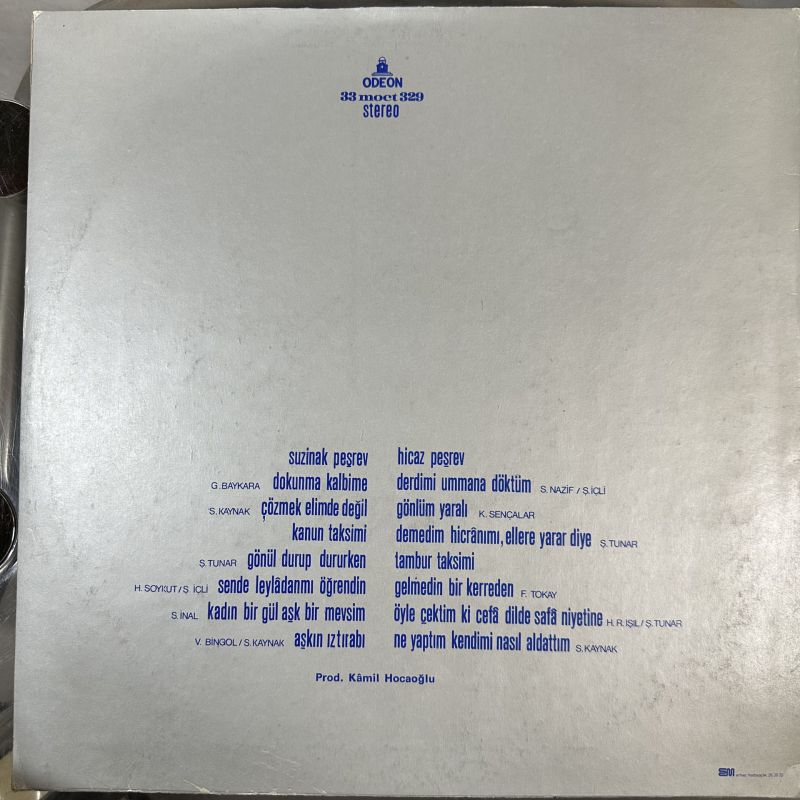 ODEON
33 moct 329
stereo
suzinak peşrev
G. BAYKARA dokunma kalbime
S. KAYNAK çözmek elimde değil
kanun taksimi
Ş. TUNAR gönül durup dururken
H. SOYKUT / Ş. İÇLİ sende leylâdanmı öğrendin
S. İNAL kadın bir gül aşk bir mevsim
V. BİNGÖL / S. KAYNAK aşkın ıztırabı
hicaz peşrev
derdimi ummana döktüm S. NAZİF / Ş. İÇLİ
gönlüm yaralı K. SENÇALAR
demedim hicrânımı, ellere yarar diye Ş. TUNAR
tambur taksimi
gelmedin bir kerreden F. TOKAY
öyle çektim ki cefâ dilde safâ niyetine H. R. IŞIL / Ş. TUNAR
ne yaptım kendimi nasıl aldattım S. KAYNAK
Prod. Kâmil Hocaoğlu
SM